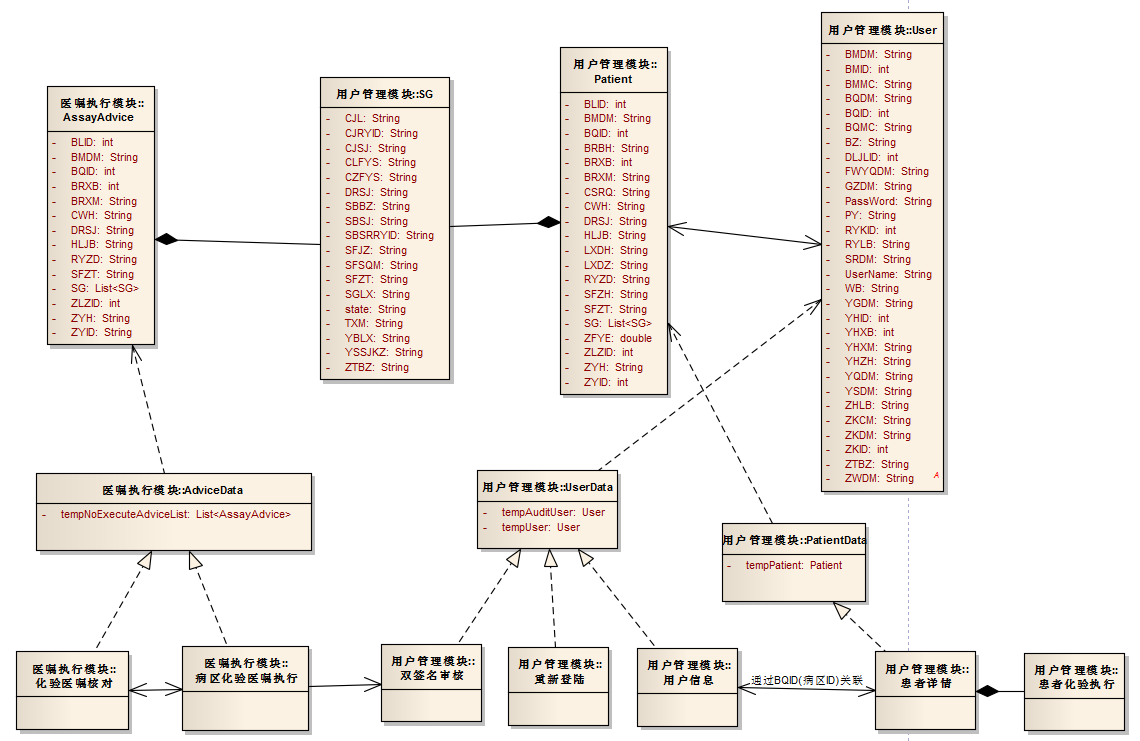 医嘱执行模块::
AssayAdvice
- BLID: int
- BMDM: String
- BQID: int
- BRXB: int
- BRXM: String
- CWH: String
- DRSJ: String
- HLJB: String
- RYZD: String
- SFZT: String
- SG: List<SG>
- ZLZID: int
- ZYH: String
- ZYID: String
用户管理模块::SG
- CJL: String
- CJRYID: String
- CJSJ: String
- CLFYS: String
- CZFYS: String
- DRSJ: String
- SBBZ: String
- SBSJ: String
- SBSRRYID: String
- SFJZ: String
- SFSQM: String
- SFZT: String
- SGLX: String
- state: String
- TXM: String
- YBLX: String
- YSSJKZ: String
- ZTBZ: String
用户管理模块::
Patient
- BLID: int
- BMDM: String
- BQID: int
- BRBH: String
- BRXB: int
- BRXM: String
- CSRQ: String
- CWH: String
- DRSJ: String
- HLJB: String
- LXDH: String
- LXDZ: String
- RYZD: String
- SFZH: String
- SFZT: String
- SG: List<SG>
- ZFYE: double
- ZLZID: int
- ZYH: String
- ZYID: int
用户管理模块::User
- BMDM: String
- BMID: int
- BMMC: String
- BQDM: String
- BQID: int
- BQMC: String
- BZ: String
- DLJLID: int
- FWYQDM: String
- GZDM: String
- PassWord: String
- PY: String
- RYKID: int
- RYLB: String
- SRDM: String
- UserName: String
- WB: String
- YGDM: String
- YHID: int
- YHXB: int
- YHXM: String
- YHZH: String
- YQDM: String
- YSDM: String
- ZHLB: String
- ZKCM: String
- ZKDM: String
- ZKID: int
- ZTBZ: String
- ZWDM: String
A
医嘱执行模块::AdviceData
- tempNoExecuteAdviceList: List<AssayAdvice>
用户管理模块::UserData
- tempAuditUser: User
- tempUser: User
用户管理模块::PatientData
- tempPatient: Patient
医嘱执行模块::
化验医嘱核对
医嘱执行模块::
病区化验医嘱执行
用户管理模块::
双签名审核
用户管理模块::
重新登陆
用户管理模块::
用户信息
通过BQID(病区ID)关联
用户管理模块::
患者详情
用户管理模块::
患者化验执行